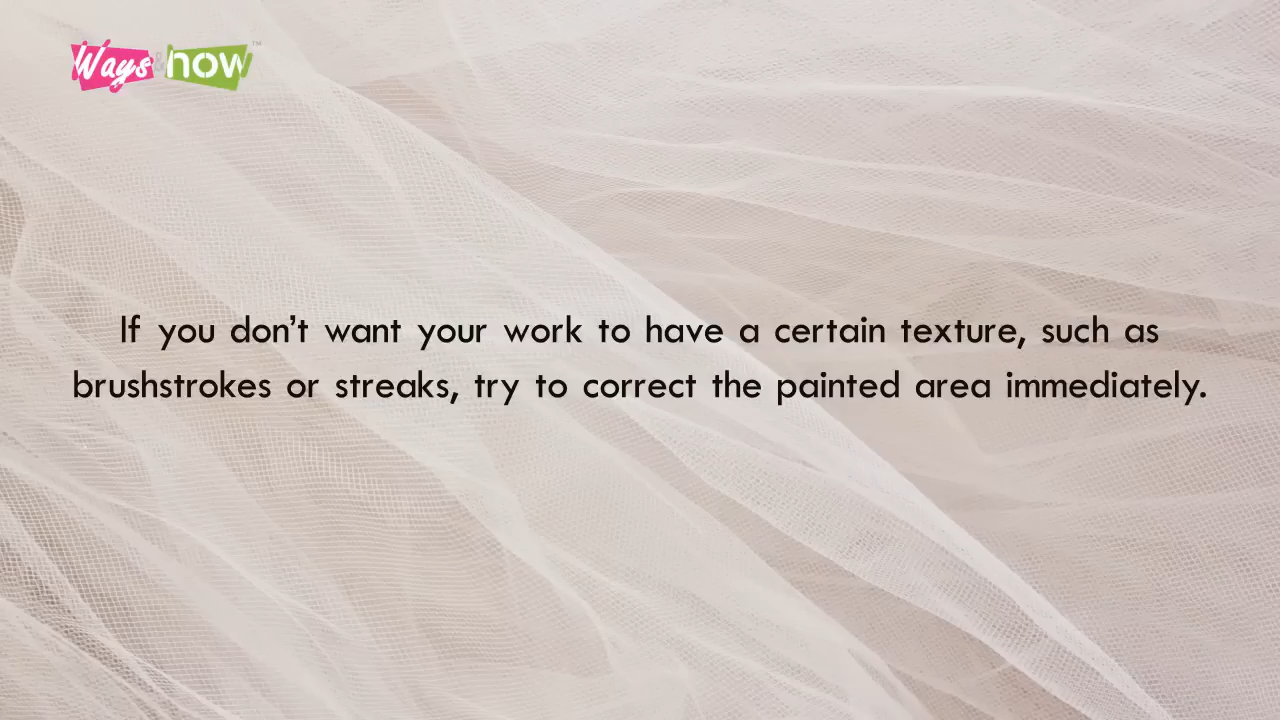 Ways & how™
If you don’t want your work to have a certain texture, such as
brushstrokes or streaks, try to correct the painted area immediately.